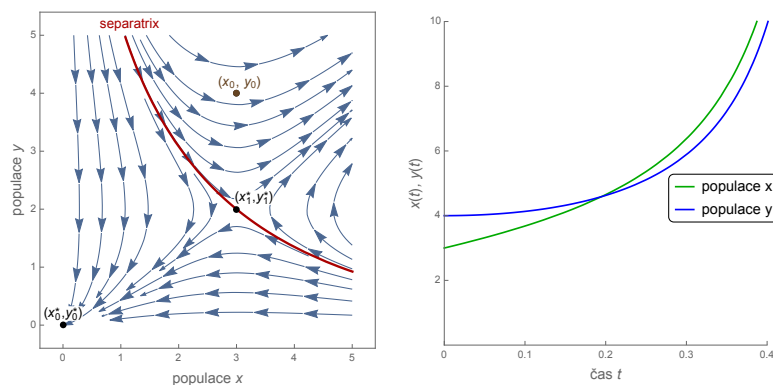 separatrix
5
4
3
2
1
0
populace y
(x₀, y₀)
(x₁*,y₁*)
(x₀*,y₀*)
0
1
2
3
4
5
populace x
10
8
6
4
2
x(t), y(t)
populace x
populace y
0.0
0.1
0.2
0.3
0.4
čas t